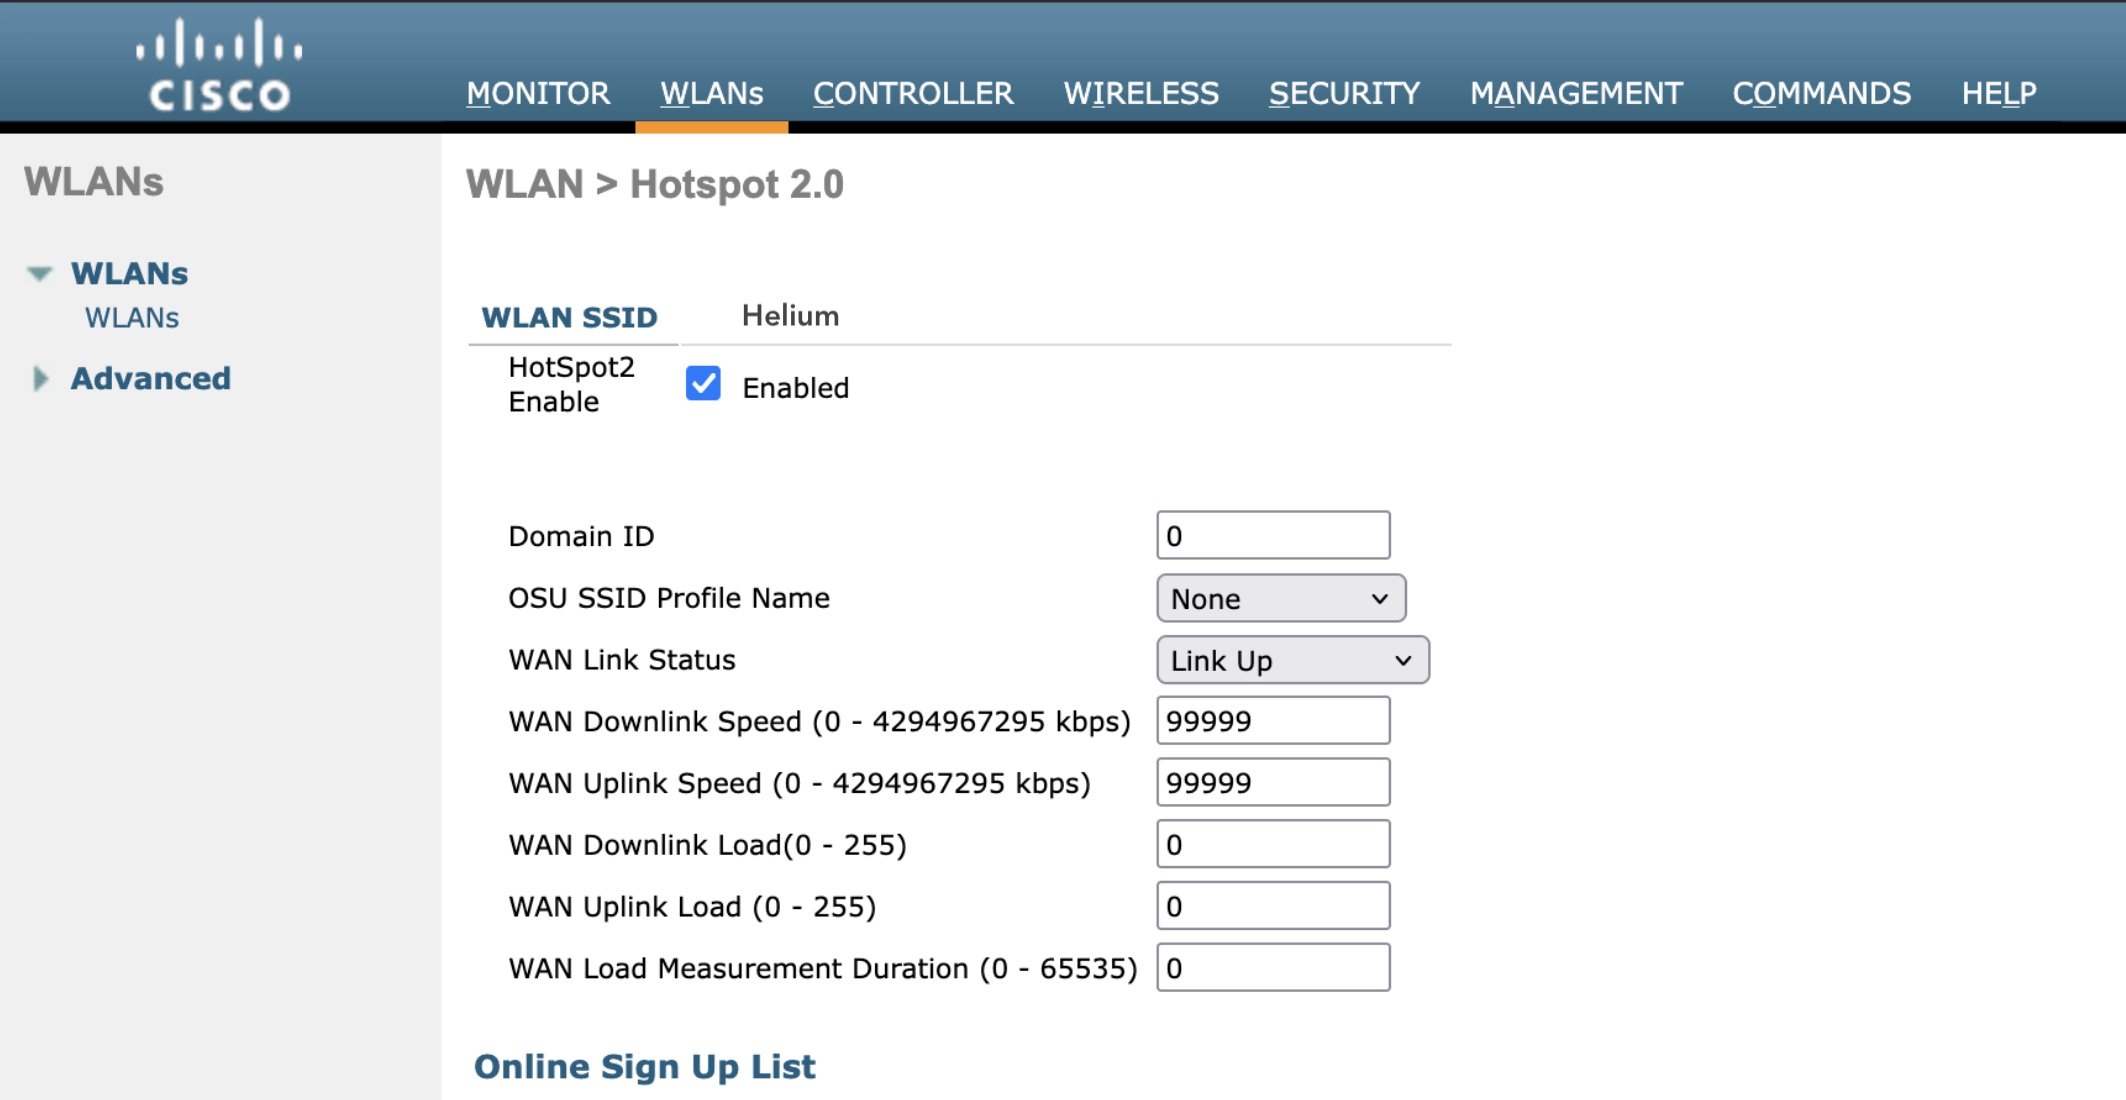 CISCO
MONITOR WLANs CONTROLLER WIRELESS SECURITY MANAGEMENT COMMANDS HELP
WLANs
WLANs
WLANs
Advanced
WLAN > Hotspot 2.0
WLAN SSID Helium
HotSpot2
Enable
Enabled
Domain ID 0
OSU SSID Profile Name None
WAN Link Status Link Up
WAN Downlink Speed (0 - 4294967295 kbps) 99999
WAN Uplink Speed (0 - 4294967295 kbps) 99999
WAN Downlink Load(0 - 255) 0
WAN Uplink Load (0 - 255) 0
WAN Load Measurement Duration (0 - 65535) 0
Online Sign Up List